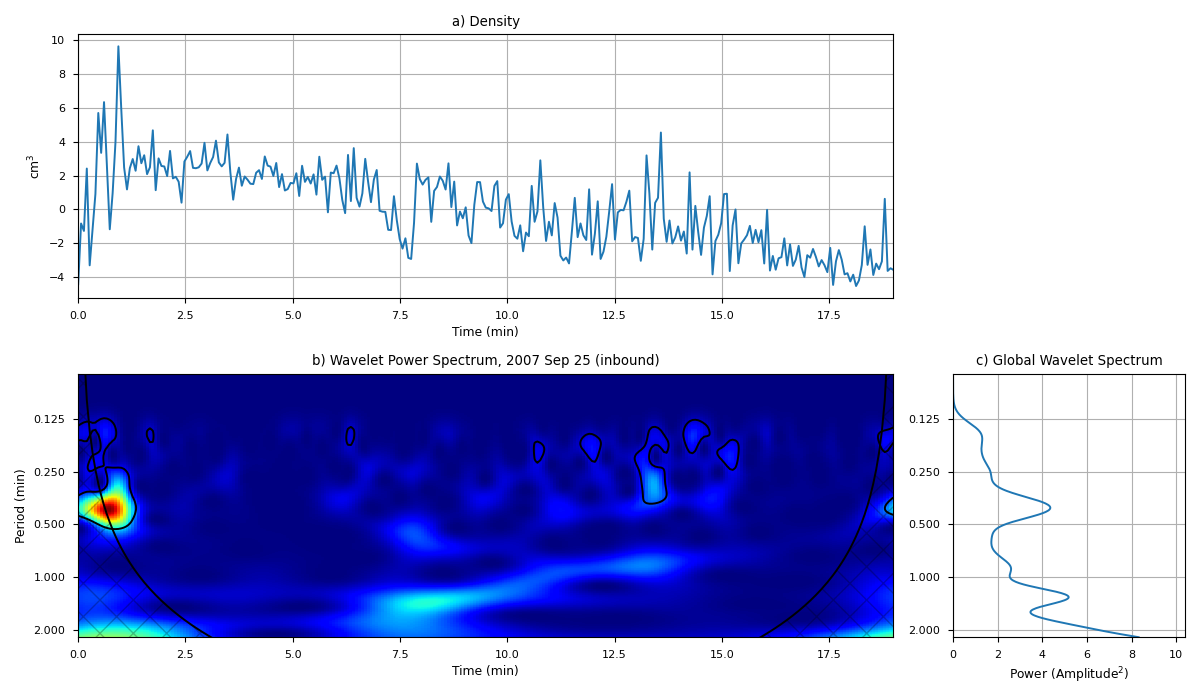 a) Density
10
8
6
4
2
0
−2
−4
cm³
0.0 2.5 5.0 7.5 10.0 12.5 15.0 17.5
Time (min)
b) Wavelet Power Spectrum, 2007 Sep 25 (inbound)
0.125
0.250
0.500
1.000
2.000
Period (min)
0.0 2.5 5.0 7.5 10.0 12.5 15.0 17.5
Time (min)
c) Global Wavelet Spectrum
0.125
0.250
0.500
1.000
2.000
0 2 4 6 8 10
Power (Amplitude²)